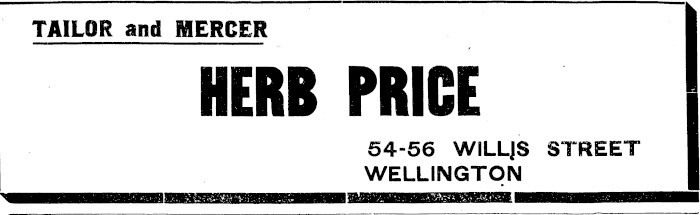 TAILOR and MERCER
HERB PRICE
54-56 WILLIS STREET
WELLINGTON